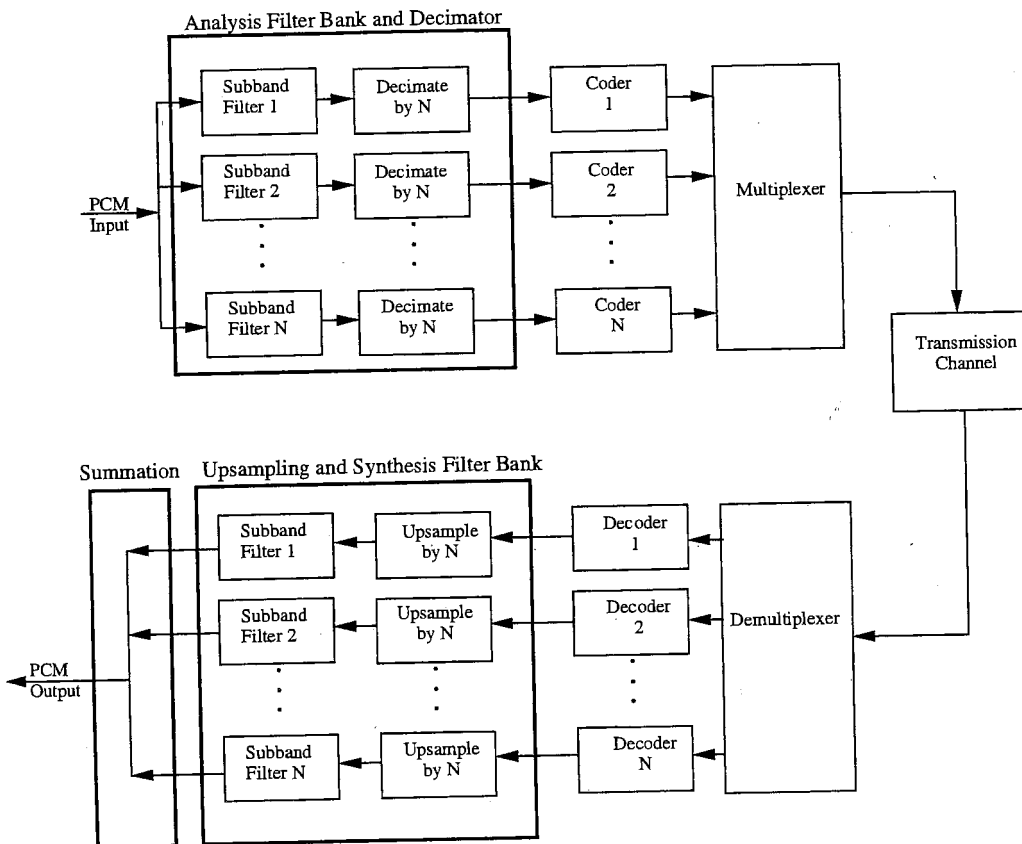 Analysis Filter Bank and Decimator
Subband
Filter 1
Decimate
by N
Coder
1
Subband
Filter 2
Decimate
by N
Coder
2
Multiplexer
PCM
Input
Subband
Filter N
Decimate
by N
Coder
N
Transmission
Channel
Summation
Upsampling and Synthesis Filter Bank
Subband
Filter 1
Upsample
by N
Decoder
1
Subband
Filter 2
Upsample
by N
Decoder
2
Demultiplexer
PCM
Output
Subband
Filter N
Upsample
by N
Decoder
N